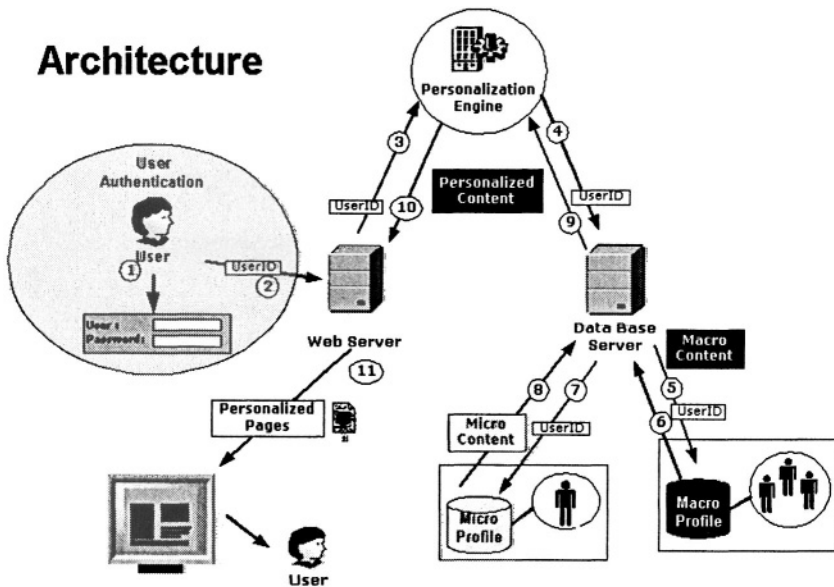 Architecture
Personalization
Engine
3
4
User
Authentication
Personalized
Content
UserID
10
UserID
9
User
1
UserID
2
User:
Password:
Web Server
Data Base
Server
Macro
Content
11
8
7
5
Personalized
Pages
Micro
Content
UserID
UserID
6
Micro
Profile
Macro
Profile
User